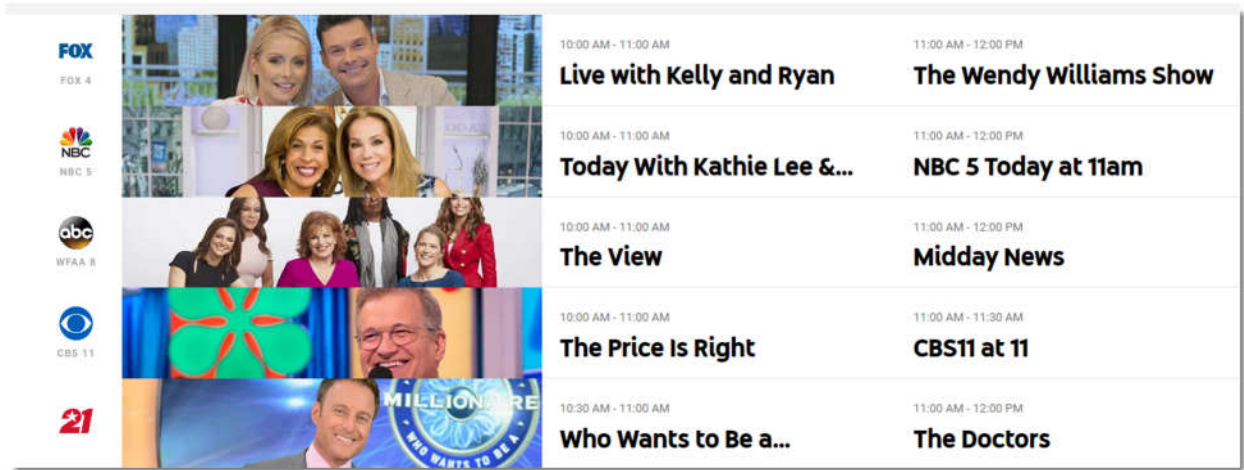 FOX
FOX 4
10:00 AM - 11:00 AM
Live with Kelly and Ryan
11:00 AM - 12:00 PM
The Wendy Williams Show
NBC
NBC 5
10:00 AM - 11:00 AM
Today With Kathie Lee &...
11:00 AM - 12:00 PM
NBC 5 Today at 11am
abc
WFAA 8
10:00 AM - 11:00 AM
The View
11:00 AM - 12:00 PM
Midday News
CBS 11
10:00 AM - 11:00 AM
The Price Is Right
11:00 AM - 11:30 AM
CBS11 at 11
21
MILLIONAIRE
WHO WANTS TO BE A
10:30 AM - 11:00 AM
Who Wants to Be a...
11:00 AM - 12:00 PM
The Doctors